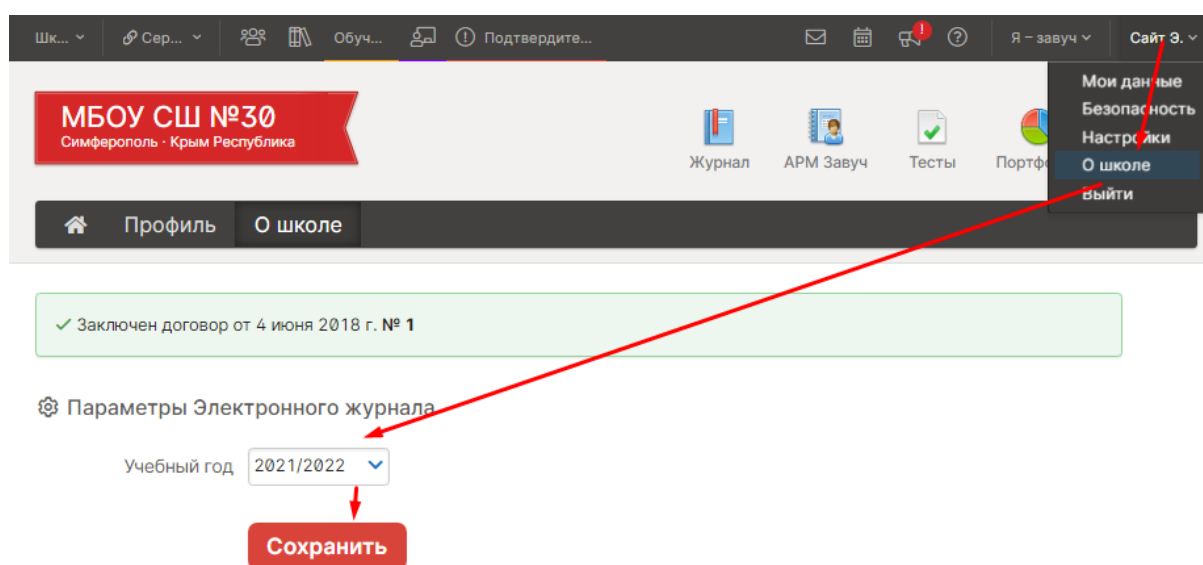 Шк... Сер... Обуч... Подтвердите... Я – завуч Сайт Э.
Мои данные
Безопасность
Настройки
О школе
Выйти
МБОУ СШ №30
Симферополь · Крым Республика
Журнал АРМ Завуч Тесты Портфо
Профиль О школе
Заключен договор от 4 июня 2018 г. № 1
Параметры Электронного журнала
Учебный год 2021/2022
Сохранить